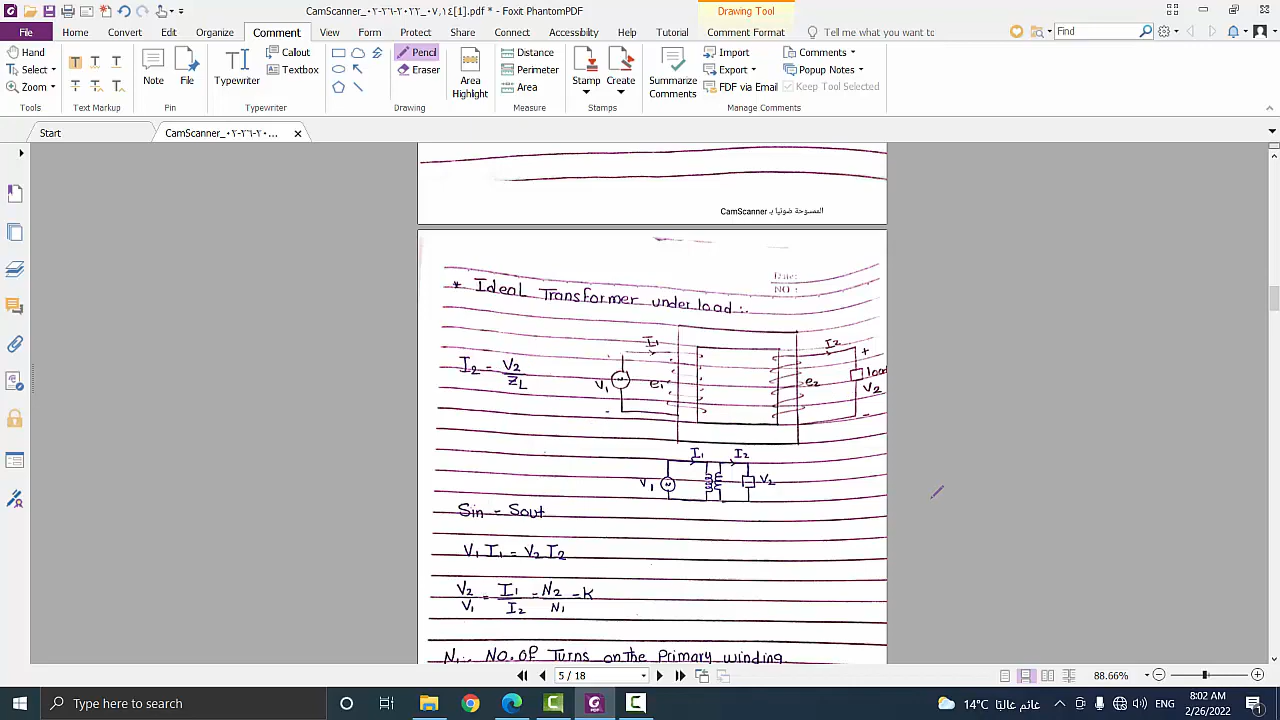 CamScanner_٠٢-٢٦-٢٠٢١_٠٧,١٤[1].pdf * - Foxit PhantomPDF
Drawing Tool
File Home Convert Edit Organize Comment View Form Protect Share Connect Accessibility Help Tutorial Comment Format Tell me what you want to do Find
Hand
Select
Zoom
Tools
Text Markup
Note
File
Pin
Typewriter
Callout
Textbox
Typewriter
Pencil
Eraser
Drawing
Area Highlight
Distance
Perimeter
Area
Measure
Stamp
Create
Stamps
Summarize Comments
Import
Export
FDF via Email
Comments
Popup Notes
Keep Tool Selected
Manage Comments
Start
CamScanner_٠٢-٢٦-٢٠...
الممسوحة ضوئيا بـ CamScanner
Date:
NO:
* Ideal Transformer under load :.
I1 I2 +
I2 = V2/ZL
V1 e1 e2 load V2
-
I1 I2
V1 V2
Sin = Sout
V1 I1 = V2 I2
V2/V1 = I1/I2 = N2/N1 = K
N1: NO. OF Turns on the Primary winding
5 / 18
88.66%
Type here to search
14°C
ENG
8:02 AM
2/26/2022